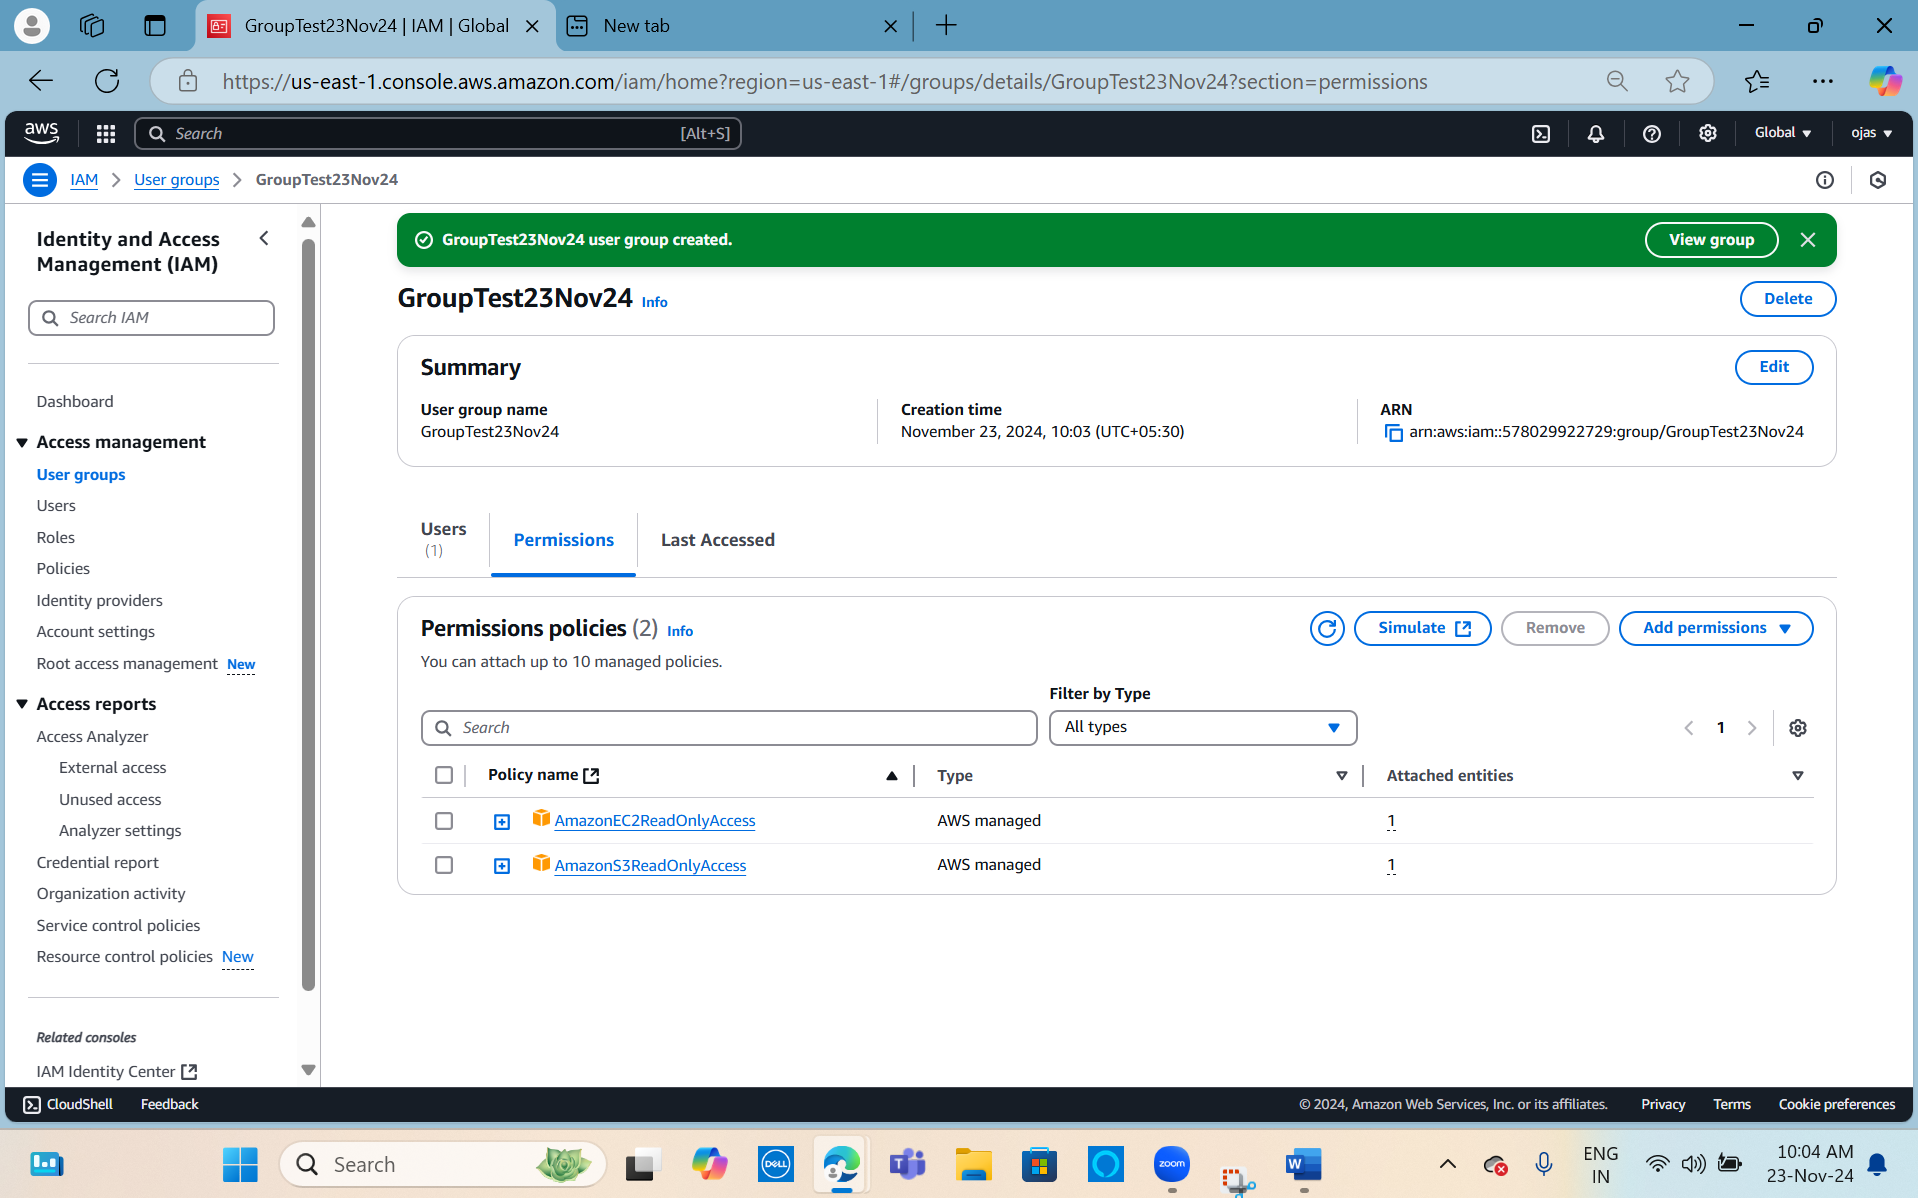 GroupTest23Nov24 | IAM | Global
New tab
https://us-east-1.console.aws.amazon.com/iam/home?region=us-east-1#/groups/details/GroupTest23Nov24?section=permissions
aws
Search
[Alt+S]
Global
ojas
IAM
User groups
GroupTest23Nov24
Identity and Access
Management (IAM)
Search IAM
Dashboard
Access management
User groups
Users
Roles
Policies
Identity providers
Account settings
Root access management New
Access reports
Access Analyzer
External access
Unused access
Analyzer settings
Credential report
Organization activity
Service control policies
Resource control policies New
Related consoles
IAM Identity Center
GroupTest23Nov24 user group created.
View group
GroupTest23Nov24 Info
Delete
Summary
Edit
User group name
GroupTest23Nov24
Creation time
November 23, 2024, 10:03 (UTC+05:30)
ARN
arn:aws:iam::578029922729:group/GroupTest23Nov24
Users
(1)
Permissions
Last Accessed
Permissions policies (2) Info
You can attach up to 10 managed policies.
Simulate
Remove
Add permissions
Filter by Type
Search
All types
1
Policy name
Type
Attached entities
AmazonEC2ReadOnlyAccess
AWS managed
1
AmazonS3ReadOnlyAccess
AWS managed
1
CloudShell
Feedback
© 2024, Amazon Web Services, Inc. or its affiliates.
Privacy
Terms
Cookie preferences
Search
DELL
zoom
W
ENG
IN
10:04 AM
23-Nov-24